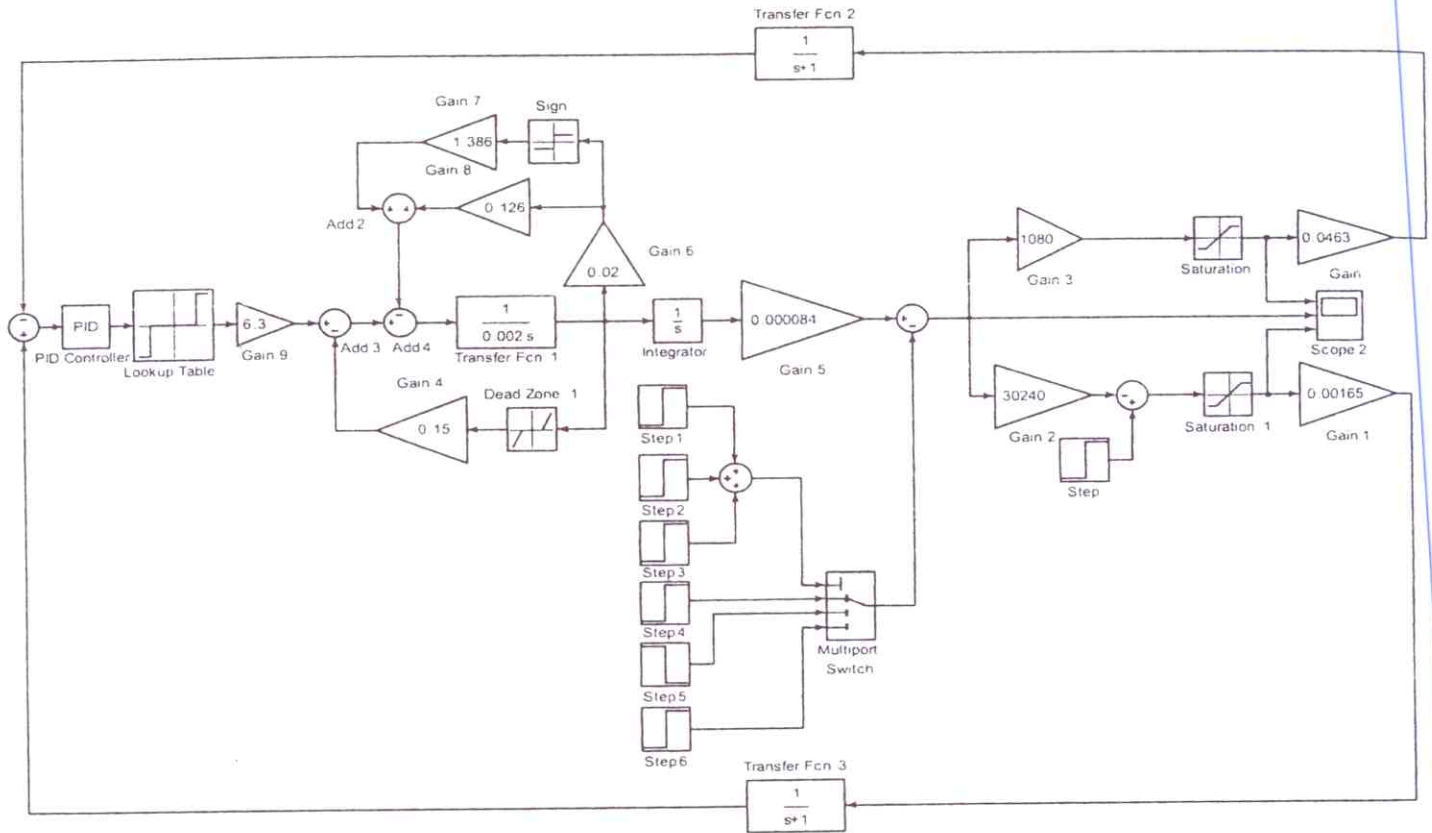 Transfer Fcn 2
1
s+1
Gain 7
Sign
1 386
Gain 8
0 126
Add 2
Gain 6
0.02
1080
Gain 3
Saturation
0.0463
Gain
PID
PID Controller
Lookup Table
6.3
Gain 9
Add 3
Add 4
1
0.002 s
Transfer Fcn 1
1
s
Integrator
0.000084
Gain 5
Scope 2
Gain 4
0 15
Dead Zone 1
30240
Gain 2
Step
Saturation 1
0.00165
Gain 1
Step 1
Step 2
Step 3
Step 4
Step 5
Step 6
Multiport
Switch
Transfer Fcn 3
1
s+1